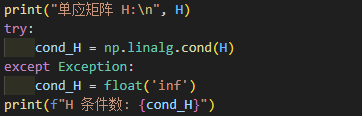 print("单应矩阵 H:\n", H)
try:
    cond_H = np.linalg.cond(H)
except Exception:
    cond_H = float('inf')
print(f"H 条件数: {cond_H}")